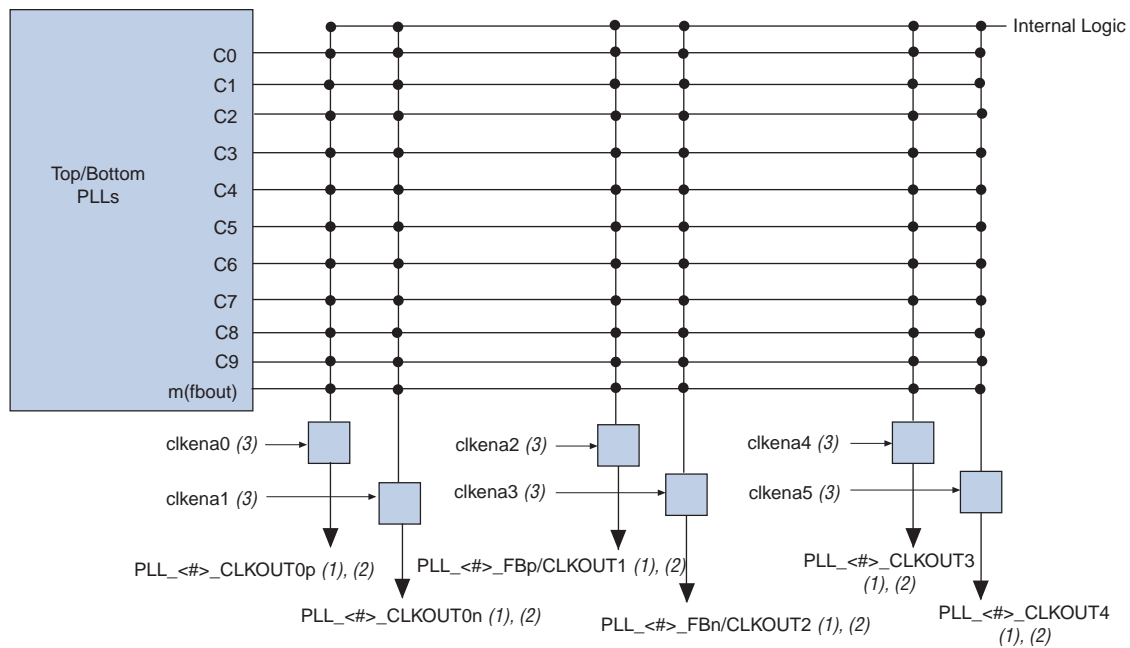 Internal Logic
C0
C1
C2
C3
Top/Bottom
PLLs
C4
C5
C6
C7
C8
C9
m(fbout)
clkena0 (3)
clkena2 (3)
clkena4 (3)
clkena1 (3)
clkena3 (3)
clkena5 (3)
PLL_<#>_CLKOUT0p (1), (2)
PLL_<#>_FBp/CLKOUT1 (1), (2)
PLL_<#>_CLKOUT3
(1), (2)
PLL_<#>_CLKOUT0n (1), (2)
PLL_<#>_FBn/CLKOUT2 (1), (2)
PLL_<#>_CLKOUT4
(1), (2)